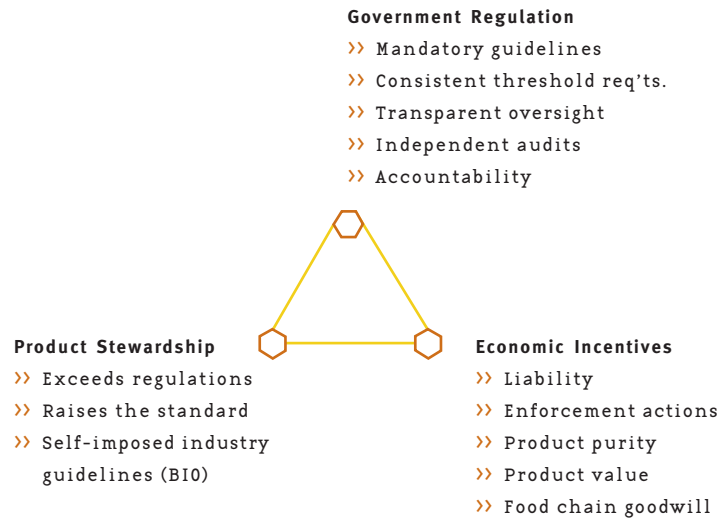 Government Regulation
>> Mandatory guidelines
>> Consistent threshold req'ts.
>> Transparent oversight
>> Independent audits
>> Accountability
Product Stewardship
>> Exceeds regulations
>> Raises the standard
>> Self-imposed industry
guidelines (BIO)
Economic Incentives
>> Liability
>> Enforcement actions
>> Product purity
>> Product value
>> Food chain goodwill